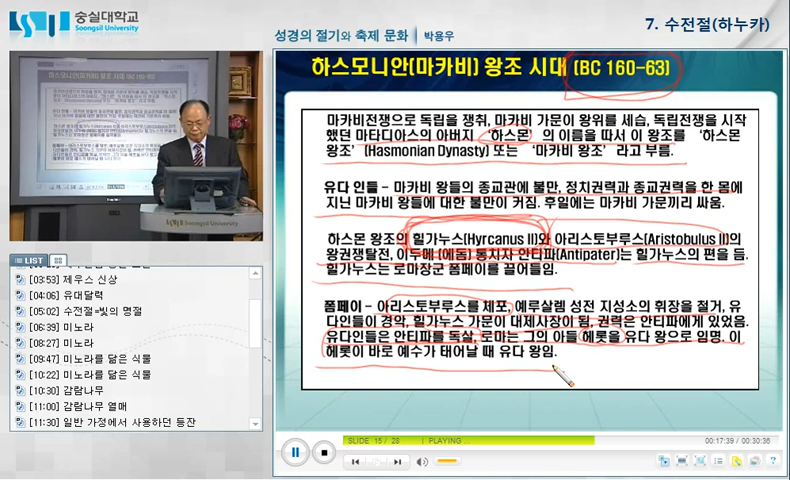 숭실대학교
Soongsil University
7. 수전절(하누카)
성경의 절기와 축제 문화 | 박용우
하스모니안(마카비) 왕조 시대 (BC 160-63)
마카비전쟁으로 독립을 쟁취, 마카비 가문이 왕위를 세습, 독립전쟁을 시작
했던 마타디아스의 아버지 '하스몬'의 이름을 따서 이 왕조를 '하스몬
왕조' (Hasmonian Dynasty) 또는 '마카비 왕조' 라고 부름.
유다 인들 – 마카비 왕들의 종교관에 불만, 정치권력과 종교권력을 한 몸에
지닌 마카비 왕들에 대한 불만이 커짐. 후일에는 마카비 가문끼리 싸움.
하스몬 왕조의 힐가누스(Hyrcanus II)와 아리스토부루스(Aristobulus II)의
왕권쟁탈전, 이두메 (에돔) 통치자 안타파(Antipater)는 힐가누스의 편을 듬.
힐가누스는 로마장군 폼페이를 끌어들임.
폼페이 – 아리스토부루스를 체포, 예루살렘 성전 지성소의 휘장을 절거, 유
다인들이 경악, 힐가누스 가문이 대제사장이 됨, 권력은 안티파에게 있었음.
유다인들은 안티파를 독살, 로마는 그의 아들 헤롯을 유다 왕으로 임명. 이
헤롯이 바로 예수가 태어날 때 유다 왕임.
Soongsil University
LIST
[03:53] 제우스 신상
[04:06] 유대달력
[05:02] 수전절=빛의 명절
[06:39] 미노라
[08:27] 미노라
[09:47] 미노라를 닮은 식물
[10:22] 미노라를 닮은 식물
[10:30] 감람나무
[11:00] 감람나무 열매
[11:30] 일반 가정에서 사용하던 등잔
SLIDE 15 / 28 | PLAYING ..
00:17:39 / 00:30:36